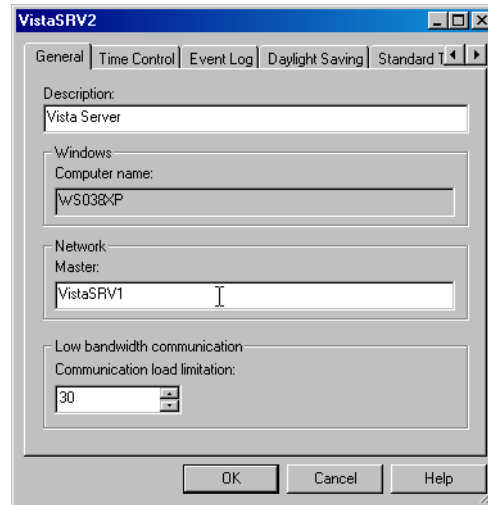 VistaSRV2
General Time Control Event Log Daylight Saving Standard T
Description:
Vista Server
Windows
Computer name:
WS038XP
Network
Master:
VistaSRV1
Low bandwidth communication
Communication load limitation:
30
OK Cancel Help